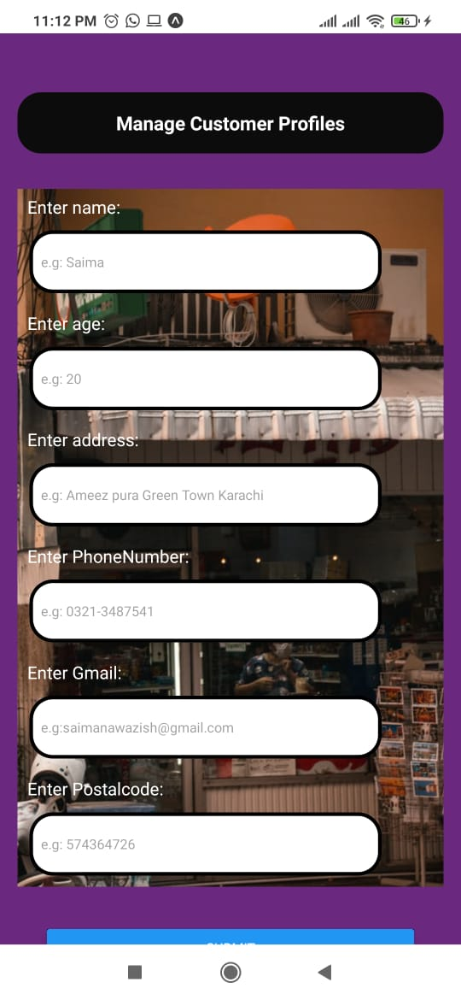 11:12 PM
46
Manage Customer Profiles
Enter name:
e.g: Saima
Enter age:
e.g: 20
Enter address:
e.g: Ameez pura Green Town Karachi
Enter PhoneNumber:
e.g: 0321-3487541
Enter Gmail:
e.g:saimanawazish@gmail.com
Enter Postalcode:
e.g: 574364726
SUBMIT